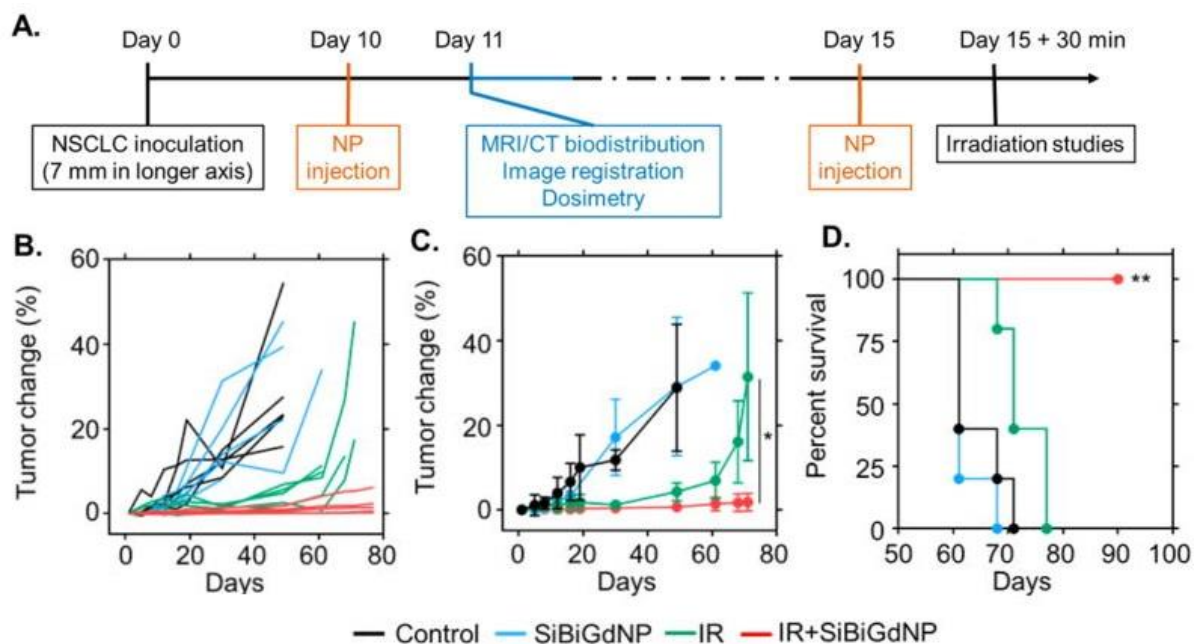 A.
Day 0
Day 10
Day 11
Day 15
Day 15 + 30 min
NSCLC inoculation
(7 mm in longer axis)
NP
injection
MRI/CT biodistribution
Image registration
Dosimetry
NP
injection
Irradiation studies
B.
Tumor change (%)
60
40
20
0
0 20 40 60 80
Days
C.
Tumor change (%)
60
40
20
0
*
0 20 40 60 80
Days
D.
Percent survival
100
75
50
25
0
**
50 60 70 80 90 100
Days
Control SiBiGdNP IR IR+SiBiGdNP